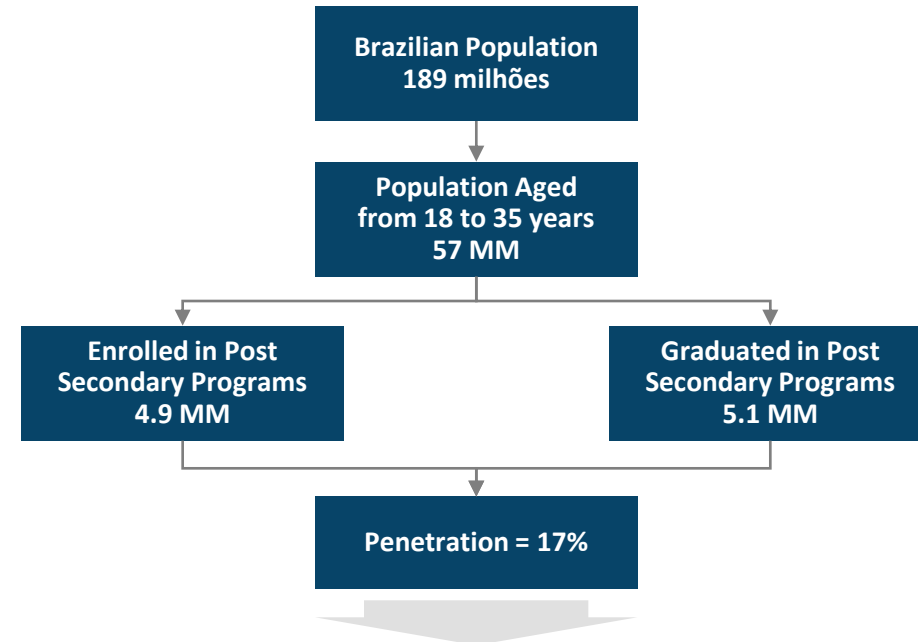 Brazilian Population
189 milhões
Population Aged
from 18 to 35 years
57 MM
Enrolled in Post
Secondary Programs
4.9 MM
Graduated in Post
Secondary Programs
5.1 MM
Penetration = 17%